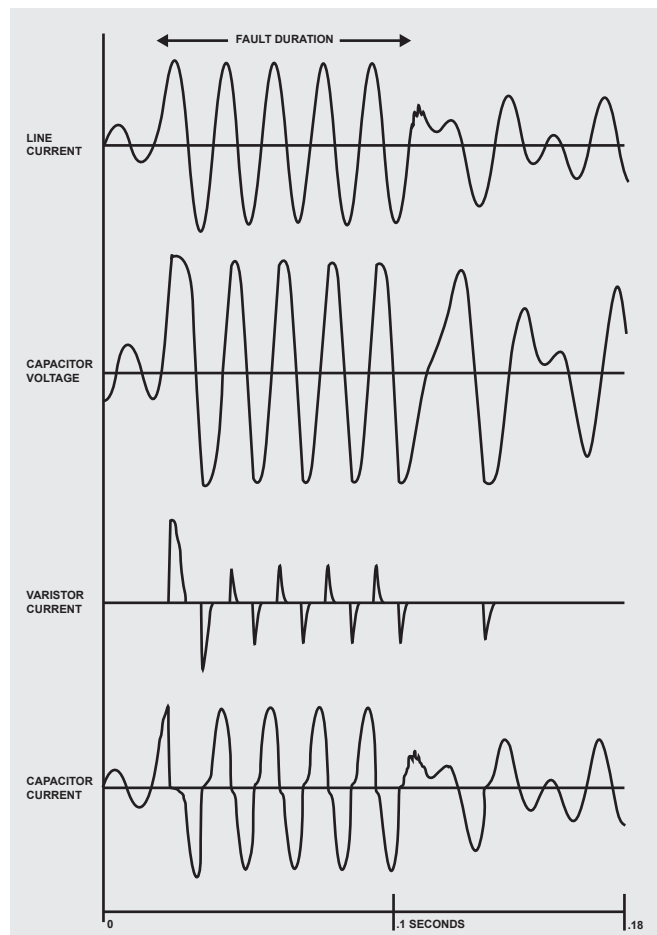 FAULT DURATION
LINE
CURRENT
CAPACITOR
VOLTAGE
VARISTOR
CURRENT
CAPACITOR
CURRENT
0
.1 SECONDS
.18